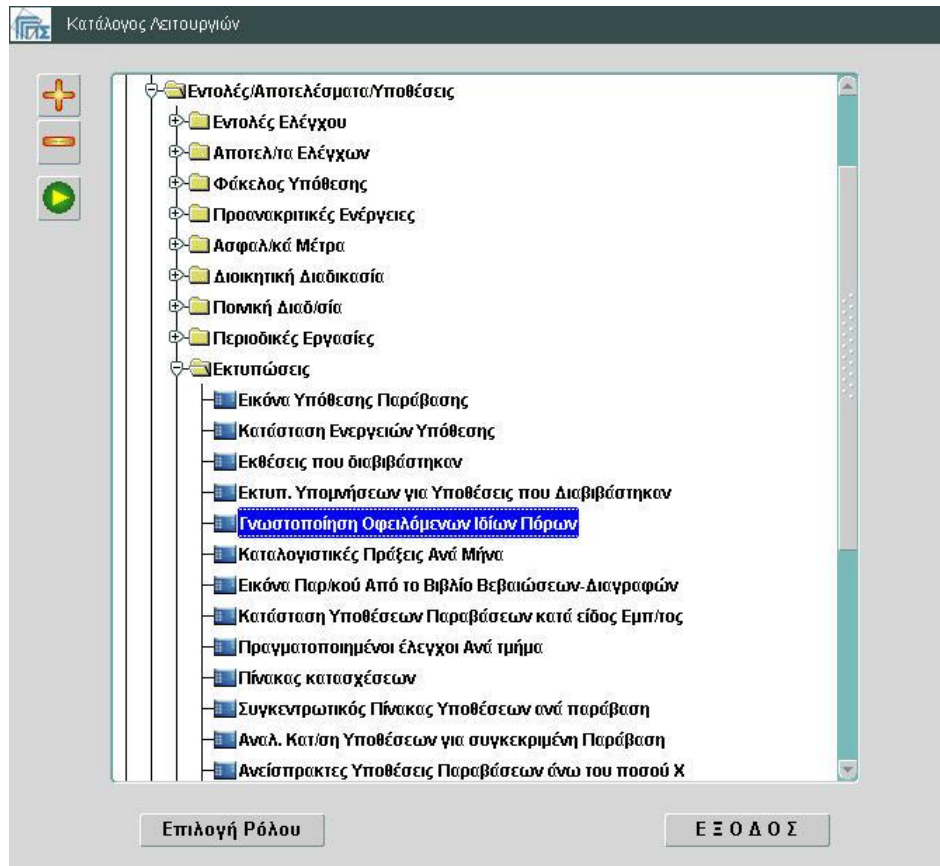 Κατάλογος Λειτουργιών
Εντολές/Αποτελέσματα/Υποθέσεις
Εντολές Ελέγχου
Αποτελ/τα Ελέγχων
Φάκελος Υπόθεσης
Προανακριτικές Ενέργειες
Ασφαλ/κά Μέτρα
Διοικητική Διαδικασία
Ποινική Διαδ/σία
Περιοδικές Εργασίες
Εκτυπώσεις
Εικόνα Υπόθεσης Παράβασης
Κατάσταση Ενεργειών Υπόθεσης
Εκθέσεις που διαβιβάστηκαν
Εκτυπ. Υπομνήσεων για Υποθέσεις που Διαβιβάστηκαν
Γνωστοποίηση Οφειλόμενων Ιδίων Πόρων
Καταλογιστικές Πράξεις Ανά Μήνα
Εικόνα Παρ/κού Από το Βιβλίο Βεβαιώσεων-Διαγραφών
Κατάσταση Υποθέσεων Παραβάσεων κατά είδος Εμπ/τος
Πραγματοποιημένοι έλεγχοι Ανά τμήμα
Πίνακας κατασχέσεων
Συγκεντρωτικός Πίνακας Υποθέσεων ανά παράβαση
Αναλ. Κατ/ση Υποθέσεων για συγκεκριμένη Παράβαση
Ανείσπρακτες Υποθέσεις Παραβάσεων άνω του ποσού Χ
Επιλογή Ρόλου
Ε Ξ Ο Δ Ο Σ